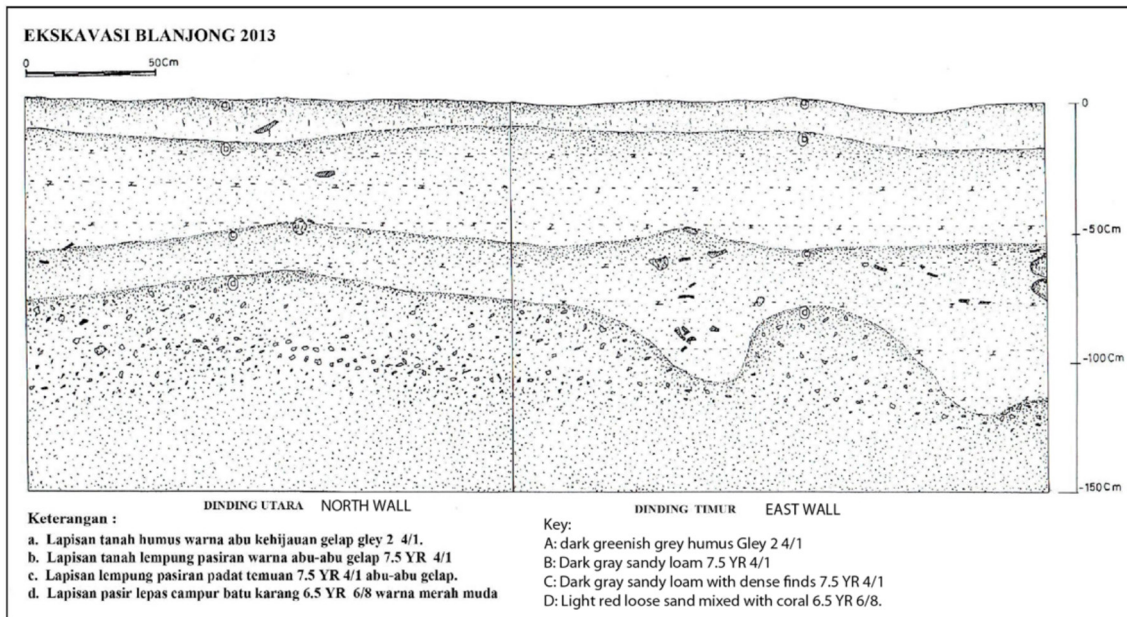 EKSKAVASI BLANJONG 2013
0 50Cm
a a
b b
c c
d d
0
-50Cm
-100Cm
-150Cm
DINDING UTARA NORTH WALL
DINDING TIMUR EAST WALL
Keterangan :
a. Lapisan tanah humus warna abu kehijauan gelap gley 2 4/1.
b. Lapisan tanah lempung pasiran warna abu-abu gelap 7.5 YR 4/1
c. Lapisan lempung pasiran padat temuan 7.5 YR 4/1 abu-abu gelap.
d. Lapisan pasir lepas campur batu karang 6.5 YR 6/8 warna merah muda
Key:
A: dark greenish grey humus Gley 2 4/1
B: Dark gray sandy loam 7.5 YR 4/1
C: Dark gray sandy loam with dense finds 7.5 YR 4/1
D: Light red loose sand mixed with coral 6.5 YR 6/8.